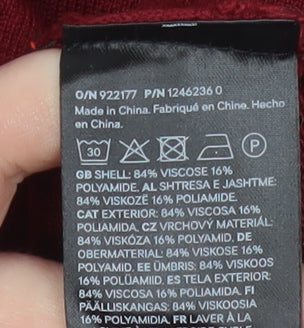 O/N 922177 P/N 1246236 0
Made in China. Fabriqué en Chine. Hecho
en China.
30 P
GB SHELL: 84% VISCOSE 16%
POLYAMIDE. AL SHTRESA E JASHTME:
84% VISKOZË 16% POLIAMIDE.
CAT EXTERIOR: 84% VISCOSA 16%
POLIAMIDA. CZ VRCHOVÝ MATERIÁL:
84% VISKÓZA 16% POLYAMID. DE
OBERMATERIAL: 84% VISKOSE 16%
POLYAMID. EE ÜMBRIS: 84% VISKOOS
16% POLÜAMIID. ES TELA EXTERIOR:
84% VISCOSA 16% POLIAMIDA. FI
PÄÄLLISKANGAS: 84% VISKOOSIA
16% POLYAMIDIA. FR LAVER À LA